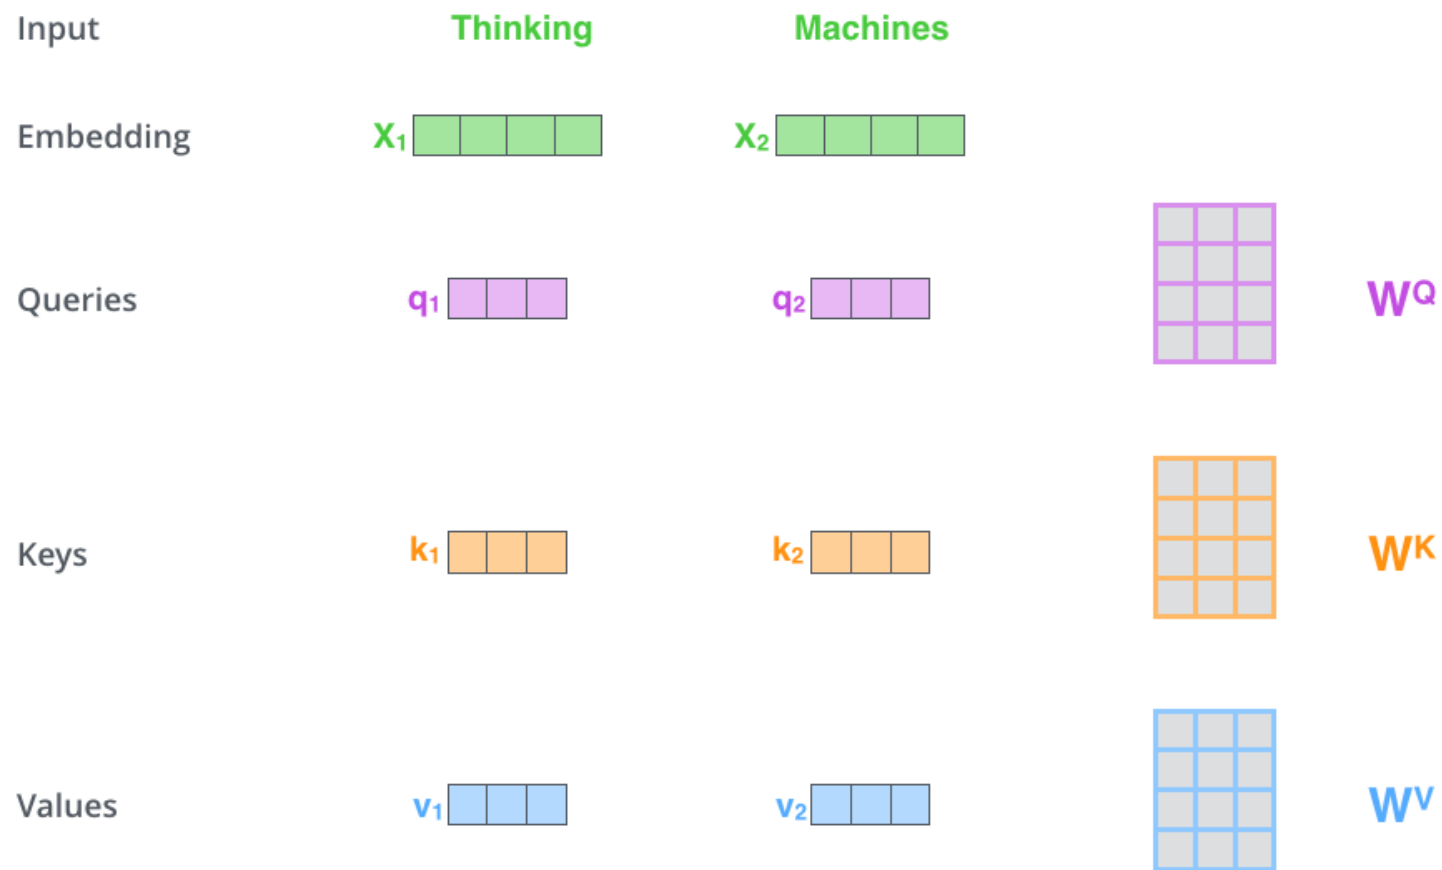 Input Thinking Machines
Embedding X₁ X₂
Queries q₁ q₂ Wꟴ
Keys k₁ k₂ Wᴷ
Values v₁ v₂ Wⱽ